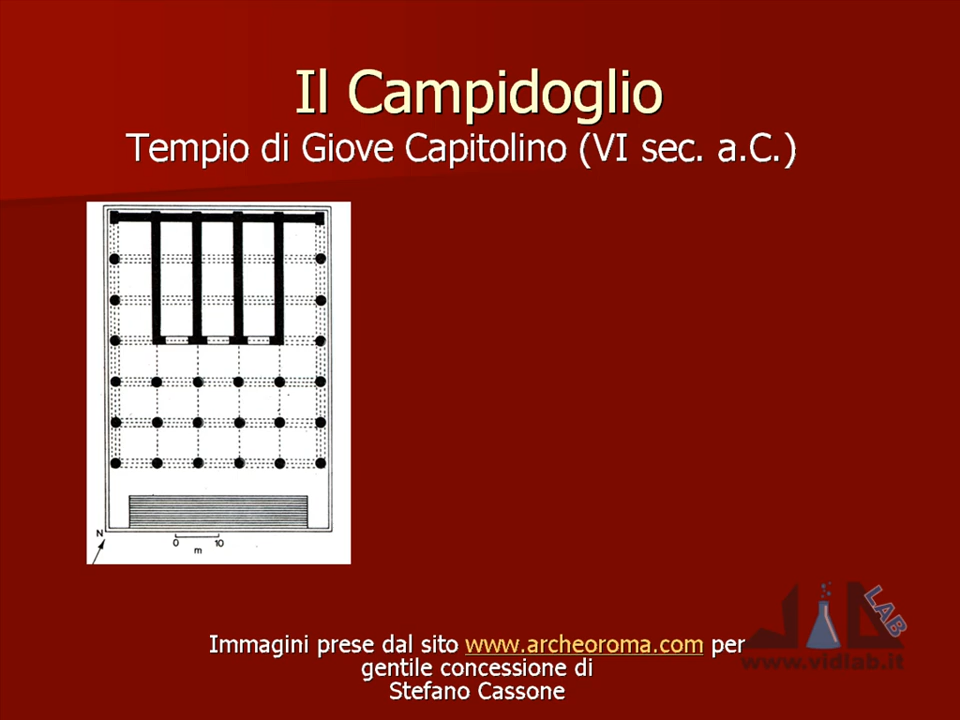 Il Campidoglio
Tempio di Giove Capitolino (VI sec. a.C.)
N
0 10
m
Immagini prese dal sito www.archeoroma.com per
gentile concessione di
Stefano Cassone
LAB
www.vidlab.it